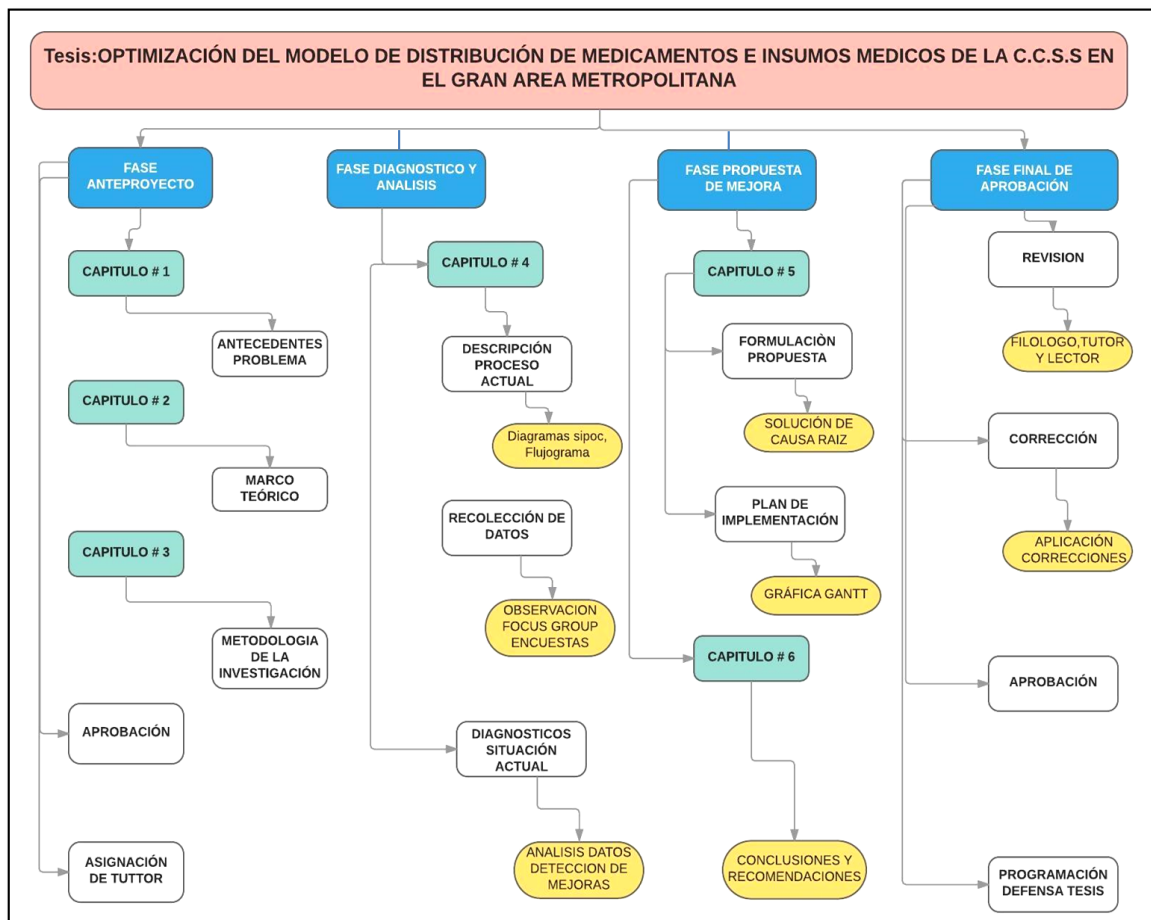 Tesis:OPTIMIZACIÓN DEL MODELO DE DISTRIBUCIÓN DE MEDICAMENTOS E INSUMOS MEDICOS DE LA C.C.S.S EN
EL GRAN AREA METROPOLITANA
FASE
ANTEPROYECTO
CAPITULO # 1
ANTECEDENTES
PROBLEMA
CAPITULO # 2
MARCO
TEÓRICO
CAPITULO # 3
METODOLOGIA
DE LA
INVESTIGACIÓN
APROBACIÓN
ASIGNACIÓN
DE TUTTOR
FASE DIAGNOSTICO Y
ANALISIS
CAPITULO # 4
DESCRIPCIÓN
PROCESO
ACTUAL
Diagramas sipoc,
Flujograma
RECOLECCIÓN DE
DATOS
OBSERVACION
FOCUS GROUP
ENCUESTAS
DIAGNOSTICOS
SITUACIÓN
ACTUAL
ANALISIS DATOS
DETECCION DE
MEJORAS
FASE PROPUESTA
DE MEJORA
CAPITULO # 5
FORMULACIÒN
PROPUESTA
SOLUCIÓN DE
CAUSA RAIZ
PLAN DE
IMPLEMENTACIÓN
GRÁFICA GANTT
CAPITULO # 6
CONCLUSIONES Y
RECOMENDACIONES
FASE FINAL DE
APROBACIÓN
REVISION
FILOLOGO,TUTOR
Y LECTOR
CORRECCIÓN
APLICACIÓN
CORRECCIONES
APROBACIÓN
PROGRAMACIÓN
DEFENSA TESIS